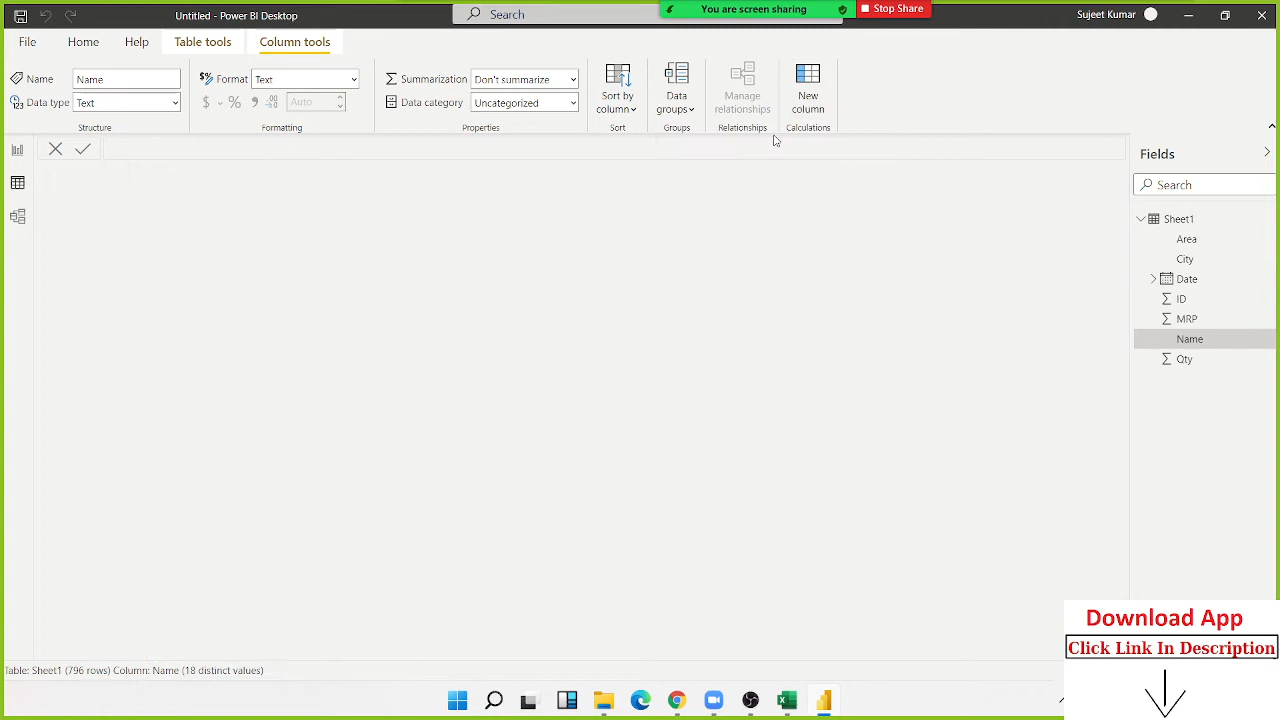 Untitled - Power BI Desktop
Search
You are screen sharing
Stop Share
Sujeet Kumar
File
Home
Help
Table tools
Column tools
Name
Name
Format
Text
Summarization
Don't summarize
Sort by
column
Data
groups
Manage
relationships
New
column
Data type
Text
$
%
Auto
Data category
Uncategorized
Structure
Formatting
Properties
Sort
Groups
Relationships
Calculations
Fields
Search
Sheet1
Area
City
Date
ID
MRP
Name
Qty
Download App
Click Link In Description
Table: Sheet1 (796 rows) Column: Name (18 distinct values)